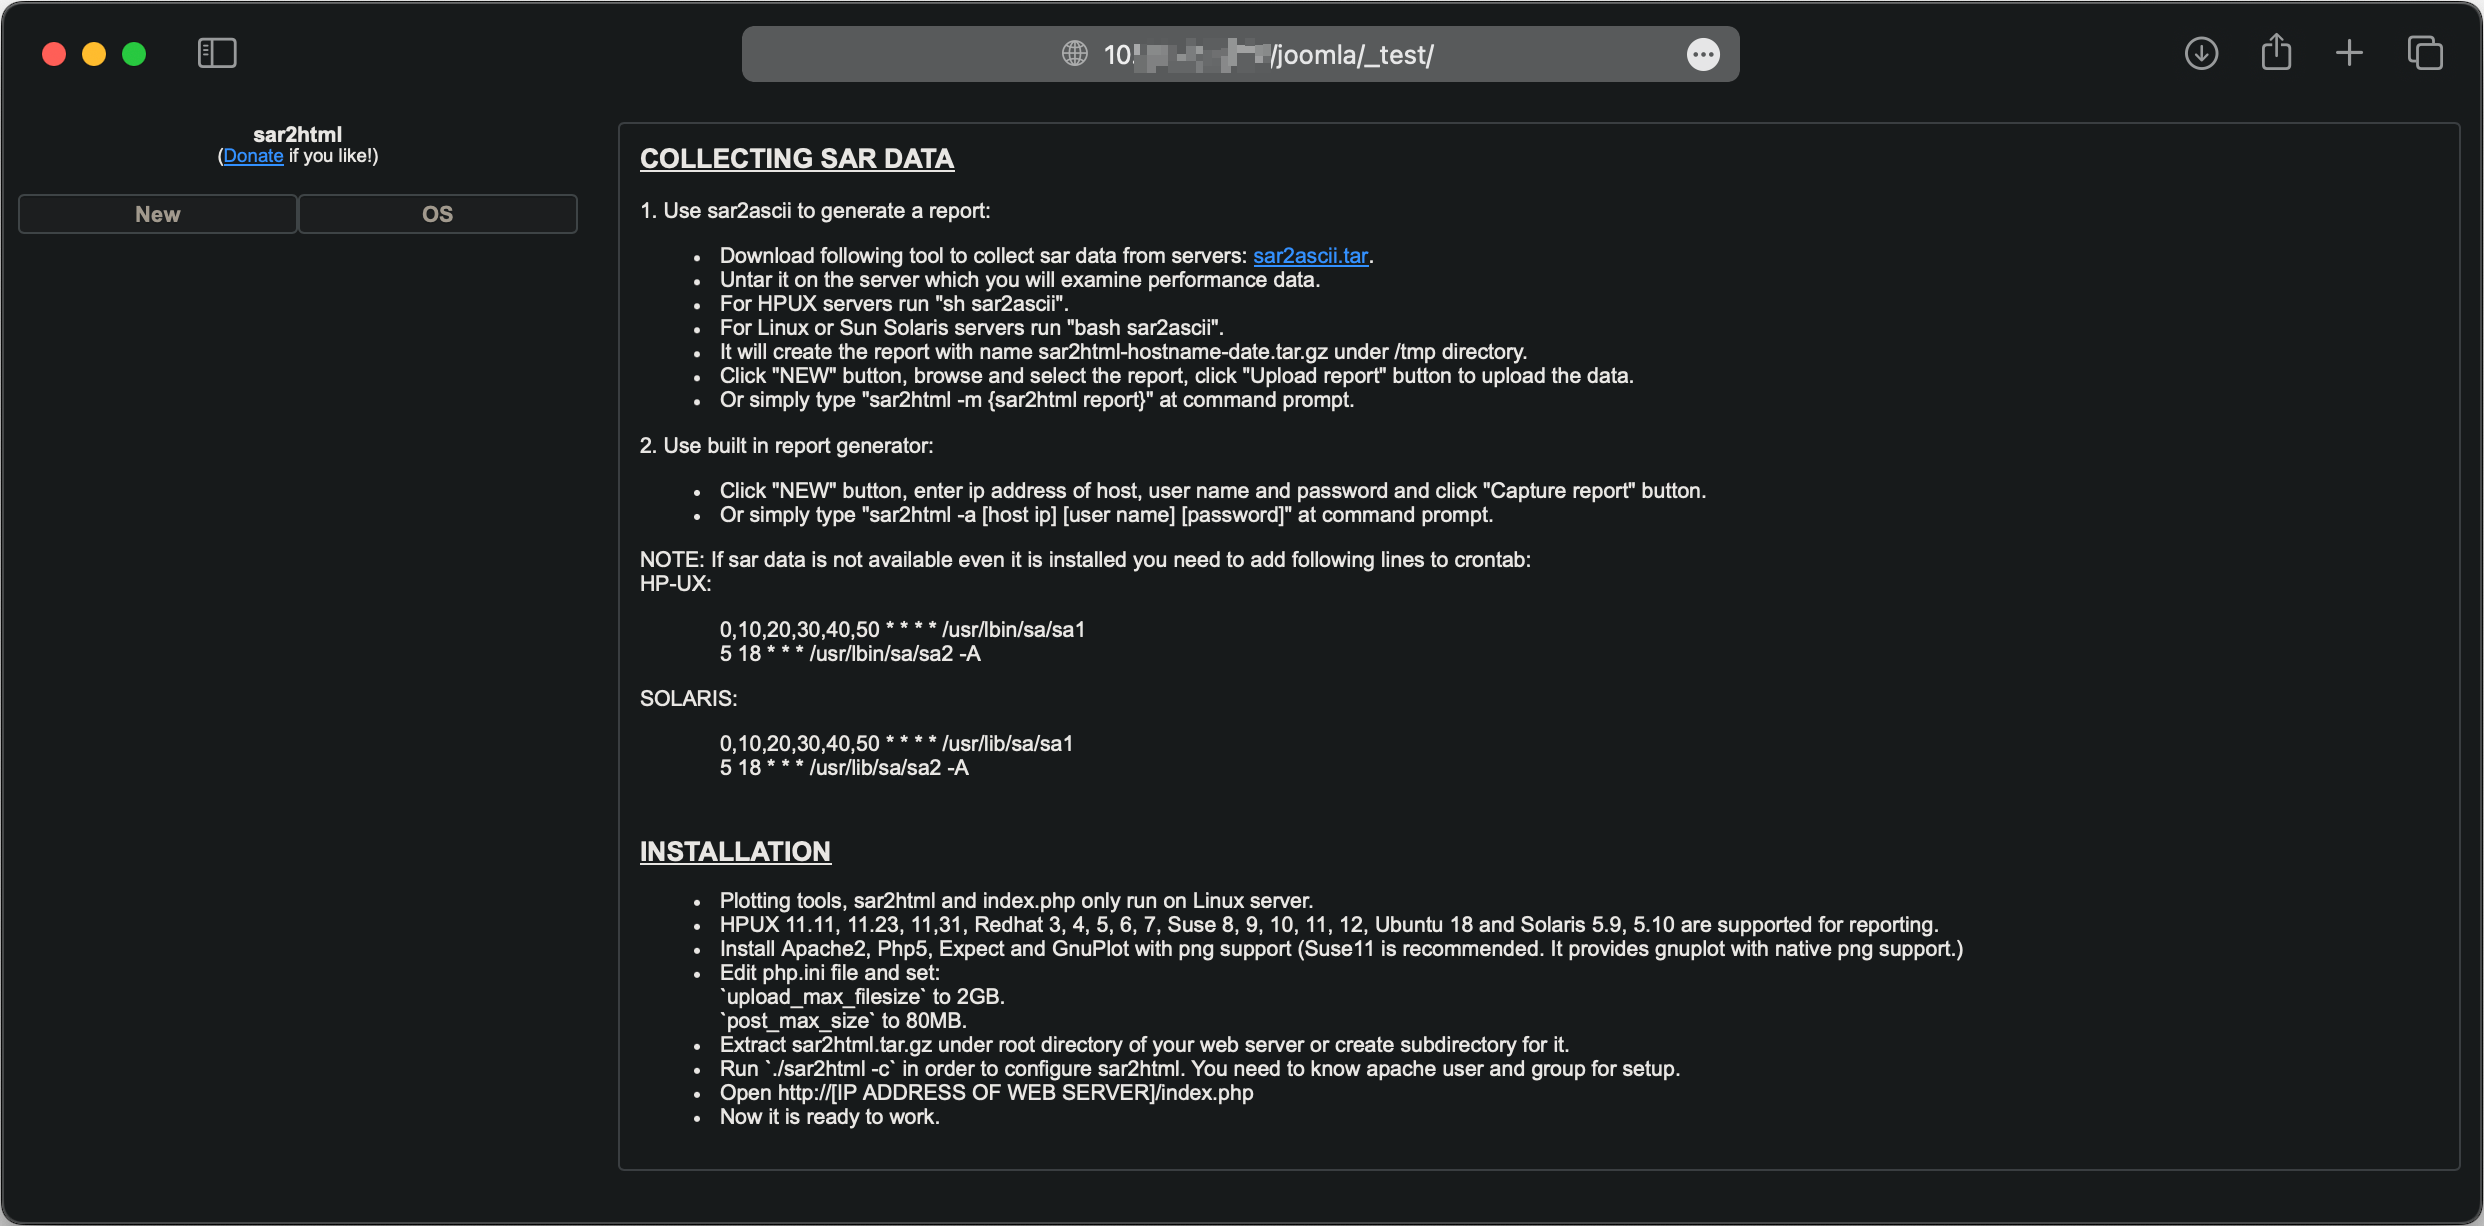 10. /joomla/_test/
sar2html
(Donate if you like!)
New
OS
COLLECTING SAR DATA
1. Use sar2ascii to generate a report:
• Download following tool to collect sar data from servers: sar2ascii.tar.
• Untar it on the server which you will examine performance data.
• For HPUX servers run "sh sar2ascii".
• For Linux or Sun Solaris servers run "bash sar2ascii".
• It will create the report with name sar2html-hostname-date.tar.gz under /tmp directory.
• Click "NEW" button, browse and select the report, click "Upload report" button to upload the data.
• Or simply type "sar2html -m {sar2html report}" at command prompt.
2. Use built in report generator:
• Click "NEW" button, enter ip address of host, user name and password and click "Capture report" button.
• Or simply type "sar2html -a [host ip] [user name] [password]" at command prompt.
NOTE: If sar data is not available even it is installed you need to add following lines to crontab:
HP-UX:
0,10,20,30,40,50 * * * * /usr/lbin/sa/sa1
5 18 * * * /usr/lbin/sa/sa2 -A
SOLARIS:
0,10,20,30,40,50 * * * * /usr/lib/sa/sa1
5 18 * * * /usr/lib/sa/sa2 -A
INSTALLATION
• Plotting tools, sar2html and index.php only run on Linux server.
• HPUX 11.11, 11.23, 11,31, Redhat 3, 4, 5, 6, 7, Suse 8, 9, 10, 11, 12, Ubuntu 18 and Solaris 5.9, 5.10 are supported for reporting.
• Install Apache2, Php5, Expect and GnuPlot with png support (Suse11 is recommended. It provides gnuplot with native png support.)
• Edit php.ini file and set:
`upload_max_filesize` to 2GB.
`post_max_size` to 80MB.
• Extract sar2html.tar.gz under root directory of your web server or create subdirectory for it.
• Run `./sar2html -c` in order to configure sar2html. You need to know apache user and group for setup.
• Open http://[IP ADDRESS OF WEB SERVER]/index.php
• Now it is ready to work.